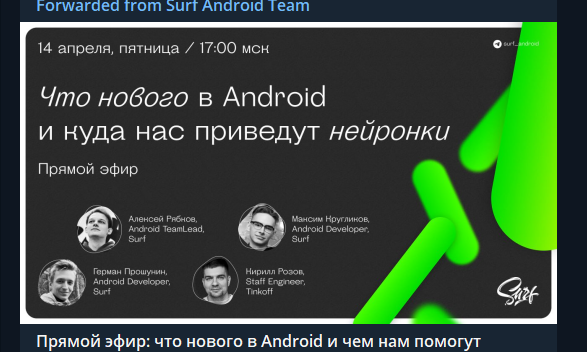 Forwarded from Surf Android Team
14 апреля, пятница / 17:00 мск
surf_android
Что нового в Android
и куда нас приведут нейронки
Прямой эфир
Алексей Рябков,
Android TeamLead,
Surf
Максим Кругликов,
Android Developer,
Surf
Герман Прошунин,
Android Developer,
Surf
Кирилл Розов,
Staff Engineer,
Tinkoff
Surf
Прямой эфир: что нового в Android и чем нам помогут